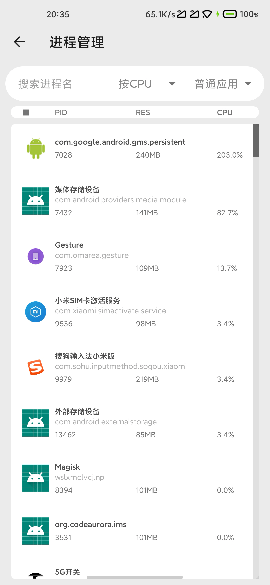 20:35 65.1K/s 100%
进程管理
搜索进程名 按CPU 普通应用
PID RES CPU
com.google.android.gms.persistent
7028 240MB 203.0%
媒体存储设备
com.android.providers.media.module
7432 141MB 82.7%
Gesture
com.omarea.gesture
7923 109MB 13.7%
小米SIM卡激活服务
com.xiaomi.simactivate.service
9536 98MB 3.4%
搜狗输入法小米版
com.sohu.inputmethod.sogou.xiaomi
9979 219MB 3.4%
外部存储设备
com.android.externalstorage
13462 85MB 3.4%
Magisk
8394 101MB 0.0%
org.codeaurora.ims
3531 101MB 0.0%
5G开关